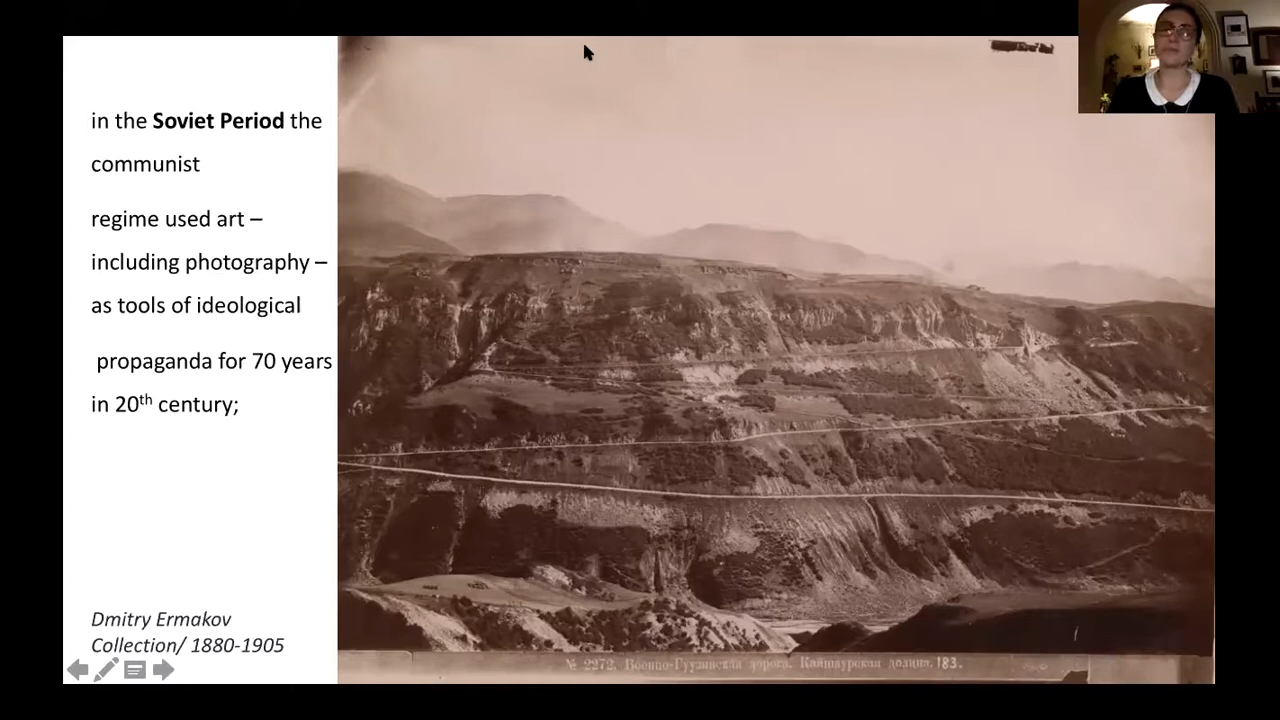 in the Soviet Period the
communist
regime used art –
including photography –
as tools of ideological
propaganda for 70 years
in 20th century;
Dmitry Ermakov
Collection/ 1880-1905
№ 2272. Военно-Грузинская дорога. Кайшаурская долина. 183.